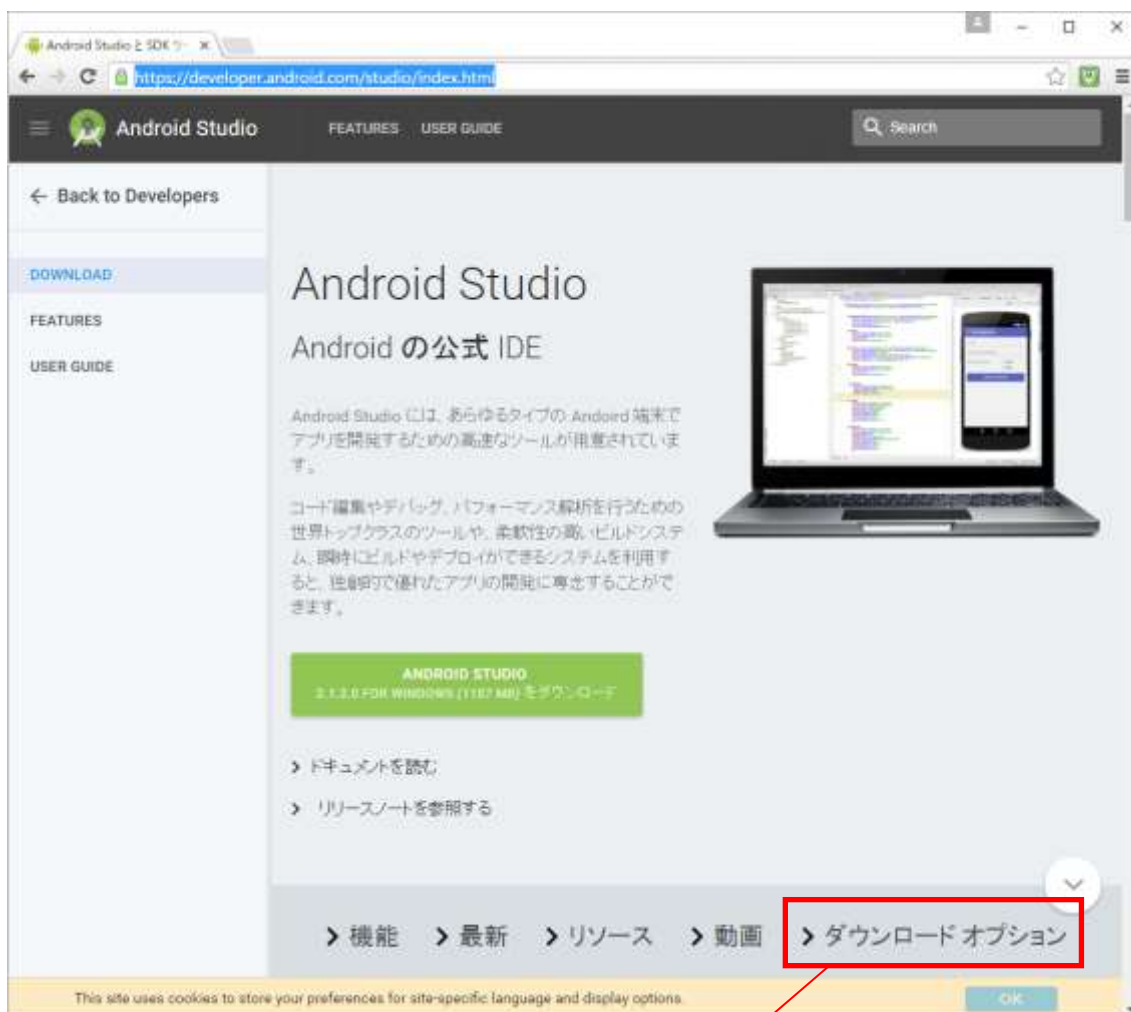 Android Studio と SDK ツー
https://developer.android.com/studio/index.html
Android Studio
FEATURES
USER GUIDE
Search
← Back to Developers
DOWNLOAD
FEATURES
USER GUIDE
Android Studio
Android の公式 IDE
Android Studio には、あらゆるタイプの Andoird 端末で
アプリを開発するための高速なツールが用意されていま
す。
コード編集やデバッグ、パフォーマンス解析を行うための
世界トップクラスのツールや、柔軟性の高いビルドシステ
ム、瞬時にビルドやデプロイができるシステムを利用す
ると、独創的で優れたアプリの開発に専念することがで
きます。
ANDROID STUDIO
FOR WINDOWS (1187 MB) をダウンロード
ドキュメントを読む
リリースノートを参照する
機能
最新
リソース
動画
ダウンロード オプション
This site uses cookies to store your preferences for site-specific language and display options.
OK